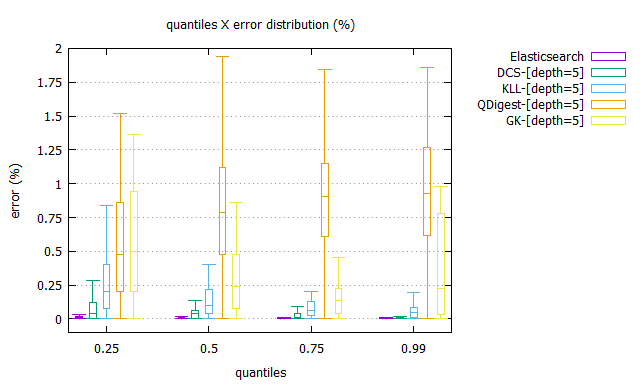 quantiles X error distribution (%)
Elasticsearch
DCS-[depth=5]
KLL-[depth=5]
QDigest-[depth=5]
GK-[depth=5]
error (%)
2
1.75
1.5
1.25
1
0.75
0.5
0.25
0
0.25 0.5 0.75 0.99
quantiles